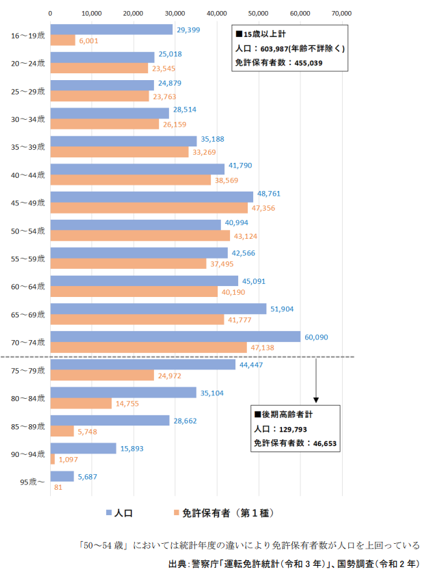 0 10,000 20,000 30,000 40,000 50,000 60,000 70,000
■15歳以上計
人口：603,987(年齢不詳除く)
免許保有者数：455,039
16～19歳 29,399
6,001
20～24歳 25,018
23,545
25～29歳 24,879
23,763
30～34歳 28,514
26,159
35～39歳 35,188
33,269
40～44歳 41,790
38,569
45～49歳 48,761
47,356
50～54歳 40,994
43,124
55～59歳 42,566
37,495
60～64歳 45,091
40,190
65～69歳 51,904
41,777
70～74歳 60,090
47,138
75～79歳 44,447
24,972
80～84歳 35,104
14,755
85～89歳 28,662
5,748
90～94歳 15,893
1,097
95歳～ 5,687
81
■後期高齢者計
人口：129,793
免許保有者数：46,653
人口 免許保有者（第１種）
「50～54 歳」においては統計年度の違いにより免許保有者数が人口を上回っている
出典：警察庁「運転免許統計（令和３年）」、国勢調査（令和２年）